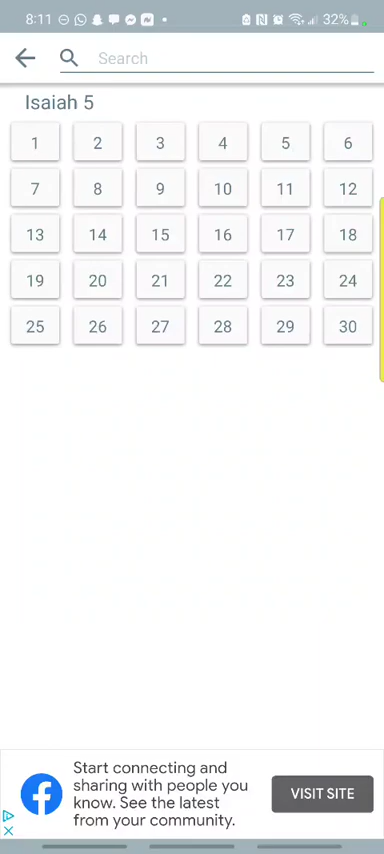 8:11 32%
Search
Isaiah 5
1 2 3 4 5 6
7 8 9 10 11 12
13 14 15 16 17 18
19 20 21 22 23 24
25 26 27 28 29 30
Start connecting and
sharing with people you
know. See the latest
from your community.
VISIT SITE